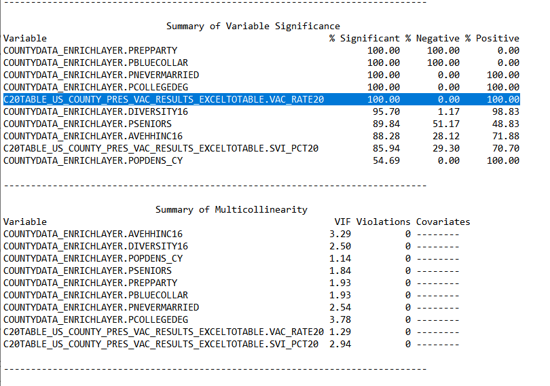 ------------------------------------------------------------------------------
Summary of Variable Significance
Variable % Significant % Negative % Positive
COUNTYDATA_ENRICHLAYER.PREPPARTY 100.00 100.00 0.00
COUNTYDATA_ENRICHLAYER.PBLUECOLLAR 100.00 100.00 0.00
COUNTYDATA_ENRICHLAYER.PNEVERMARRIED 100.00 0.00 100.00
COUNTYDATA_ENRICHLAYER.PCOLLEGEDEG 100.00 0.00 100.00
C20TABLE_US_COUNTY_PRES_VAC_RESULTS_EXCELTOTABLE.VAC_RATE20 100.00 0.00 100.00
COUNTYDATA_ENRICHLAYER.DIVERSITY16 95.70 1.17 98.83
COUNTYDATA_ENRICHLAYER.PSENIORS 89.84 51.17 48.83
COUNTYDATA_ENRICHLAYER.AVEHHINC16 88.28 28.12 71.88
C20TABLE_US_COUNTY_PRES_VAC_RESULTS_EXCELTOTABLE.SVI_PCT20 85.94 29.30 70.70
COUNTYDATA_ENRICHLAYER.POPDENS_CY 54.69 0.00 100.00
------------------------------------------------------------------------------
Summary of Multicollinearity
Variable VIF Violations Covariates
COUNTYDATA_ENRICHLAYER.AVEHHINC16 3.29 0 --------
COUNTYDATA_ENRICHLAYER.DIVERSITY16 2.50 0 --------
COUNTYDATA_ENRICHLAYER.POPDENS_CY 1.14 0 --------
COUNTYDATA_ENRICHLAYER.PSENIORS 1.84 0 --------
COUNTYDATA_ENRICHLAYER.PREPPARTY 1.93 0 --------
COUNTYDATA_ENRICHLAYER.PBLUECOLLAR 1.93 0 --------
COUNTYDATA_ENRICHLAYER.PNEVERMARRIED 2.54 0 --------
COUNTYDATA_ENRICHLAYER.PCOLLEGEDEG 3.78 0 --------
C20TABLE_US_COUNTY_PRES_VAC_RESULTS_EXCELTOTABLE.VAC_RATE20 1.29 0 --------
C20TABLE_US_COUNTY_PRES_VAC_RESULTS_EXCELTOTABLE.SVI_PCT20 2.94 0 --------
------------------------------------------------------------------------------